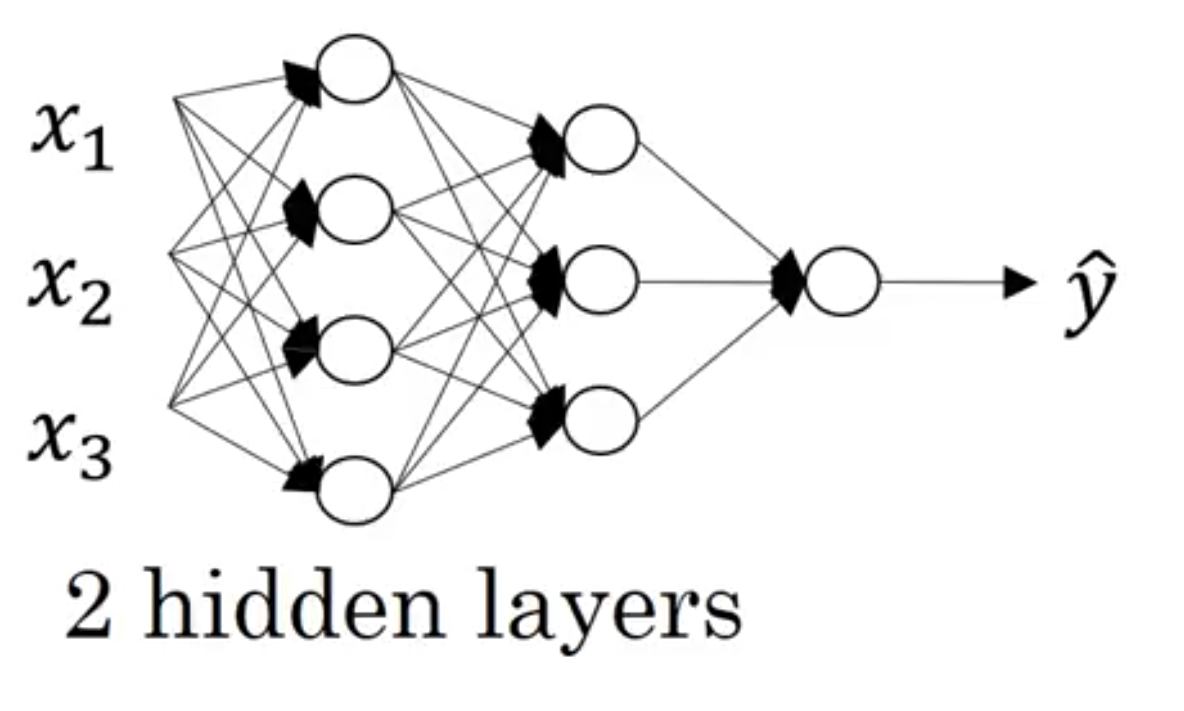 x₁
x₂
x₃
ŷ
2 hidden layers